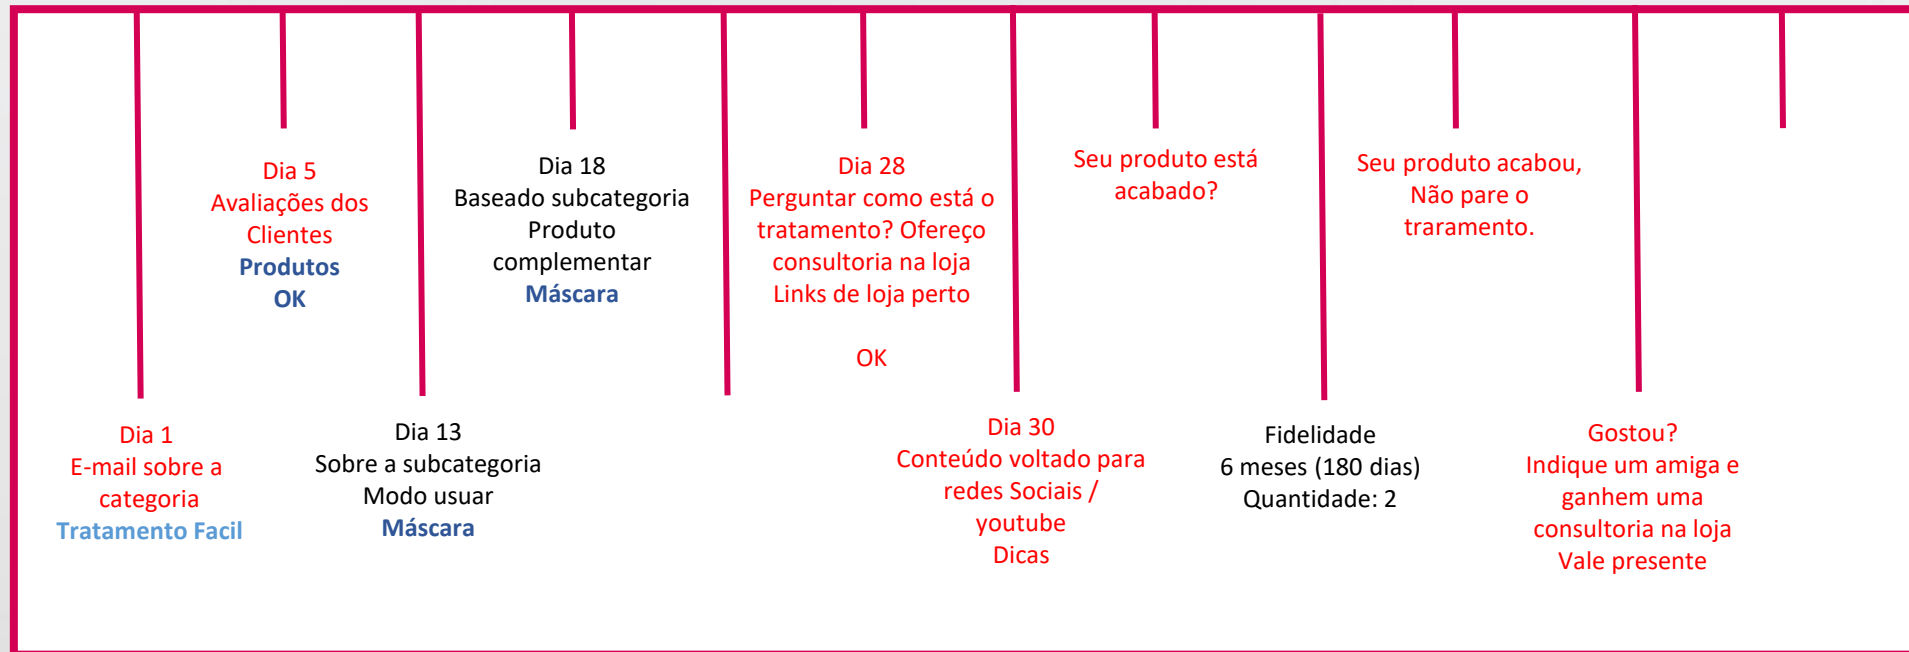 Dia 5
Avaliações dos
Clientes
Produtos
OK
Dia 18
Baseado subcategoria
Produto
complementar
Máscara
Dia 28
Perguntar como está o
tratamento? Ofereço
consultoria na loja
Links de loja perto
OK
Seu produto está
acabado?
Seu produto acabou,
Não pare o
traramento.
Dia 1
E-mail sobre a
categoria
Tratamento Facil
Dia 13
Sobre a subcategoria
Modo usuar
Máscara
Dia 30
Conteúdo voltado para
redes Sociais /
youtube
Dicas
Fidelidade
6 meses (180 dias)
Quantidade: 2
Gostou?
Indique um amiga e
ganhem uma
consultoria na loja
Vale presente